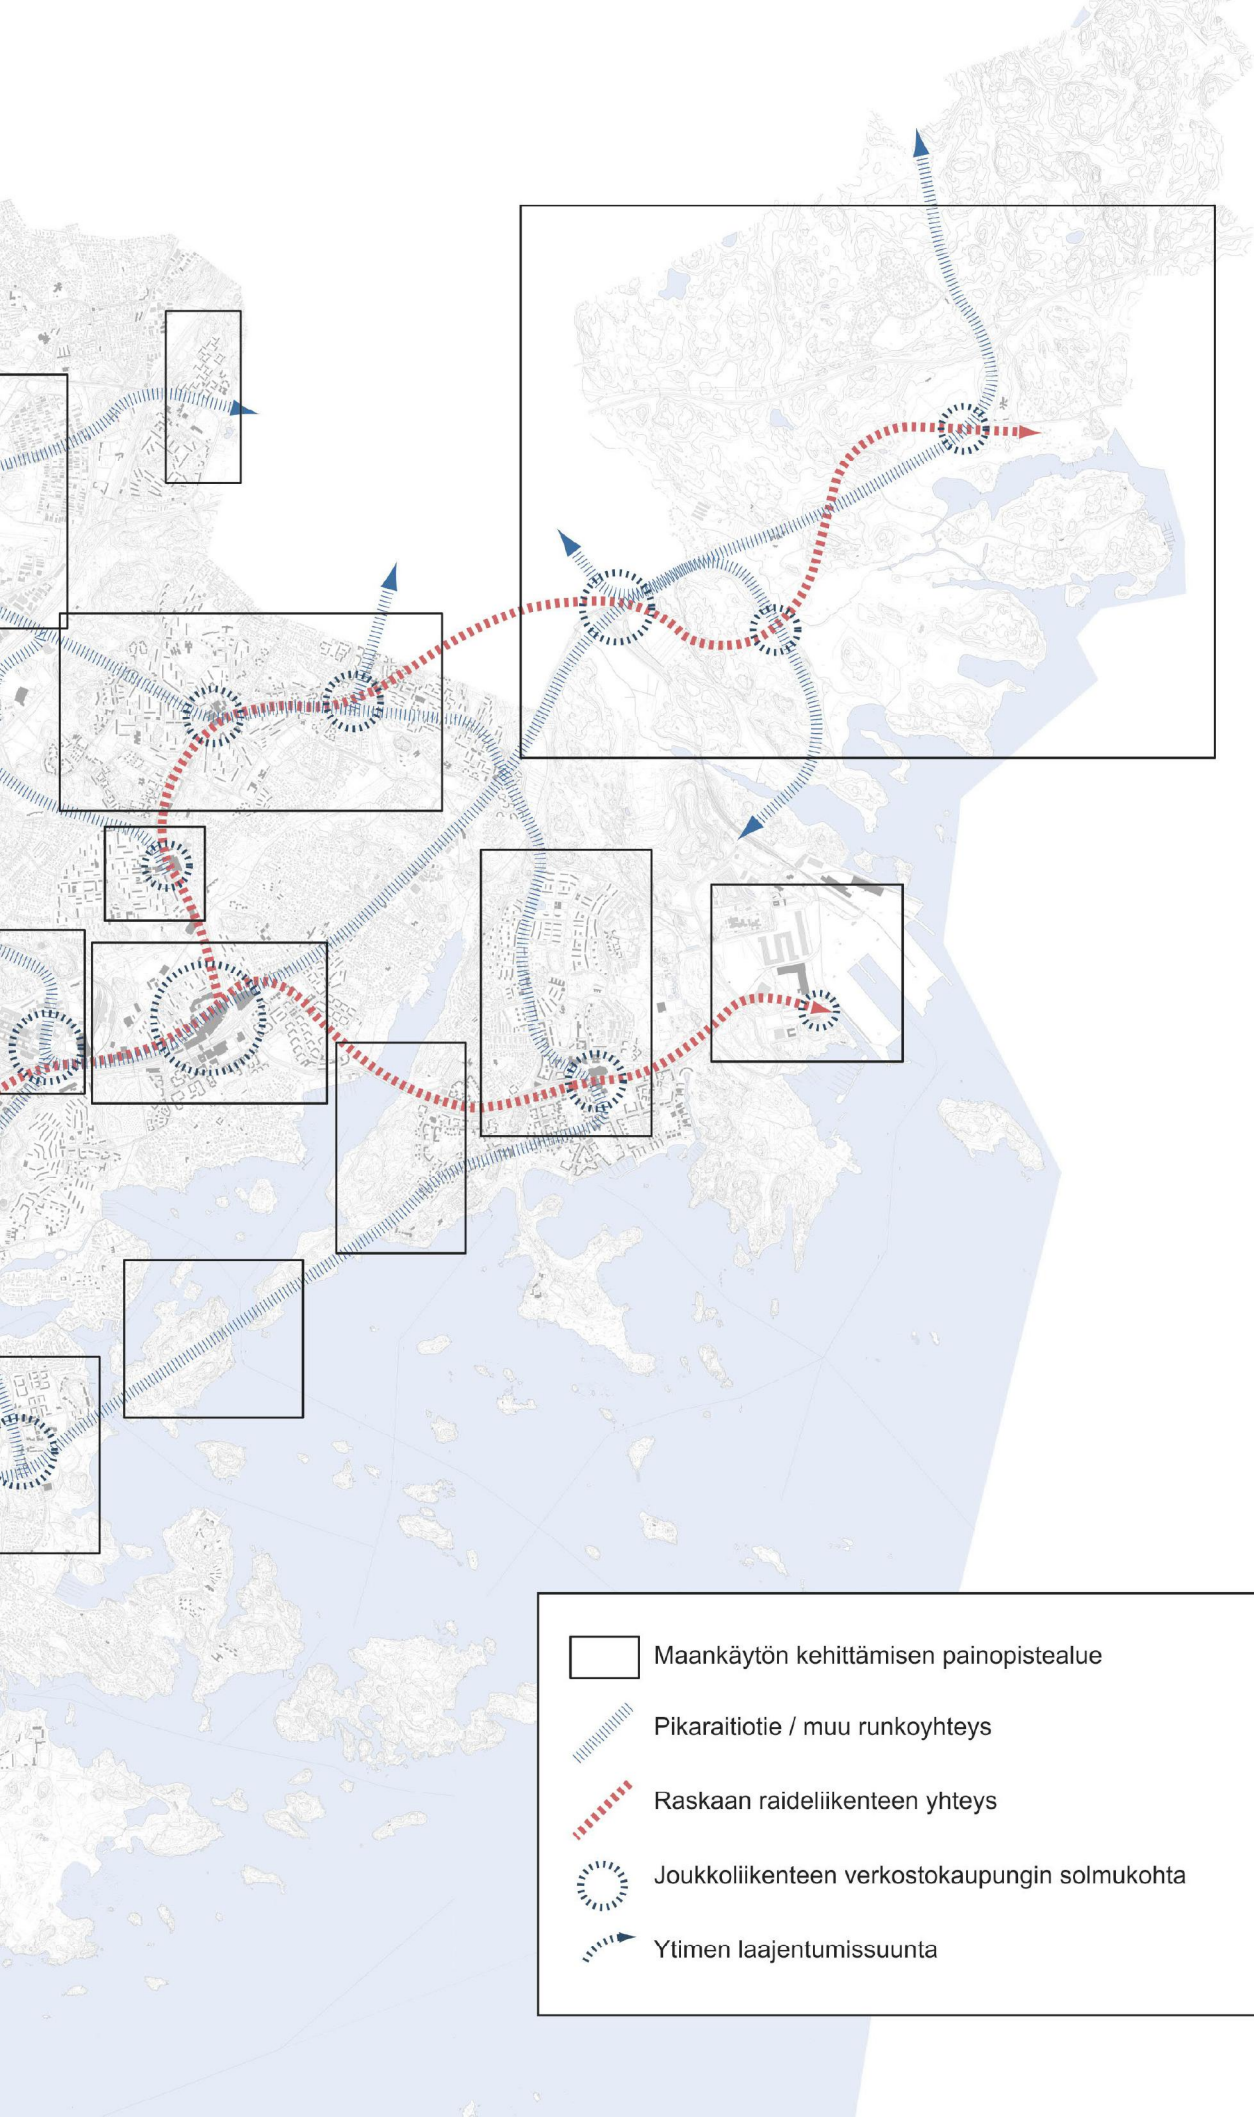 Maankäytön kehittämisen painopistealue
Pikaraitiotie / muu runkoyhteys
Raskaan raideliikenteen yhteys
Joukkoliikenteen verkostokaupungin solmukohta
Ytimen laajentumissuunta